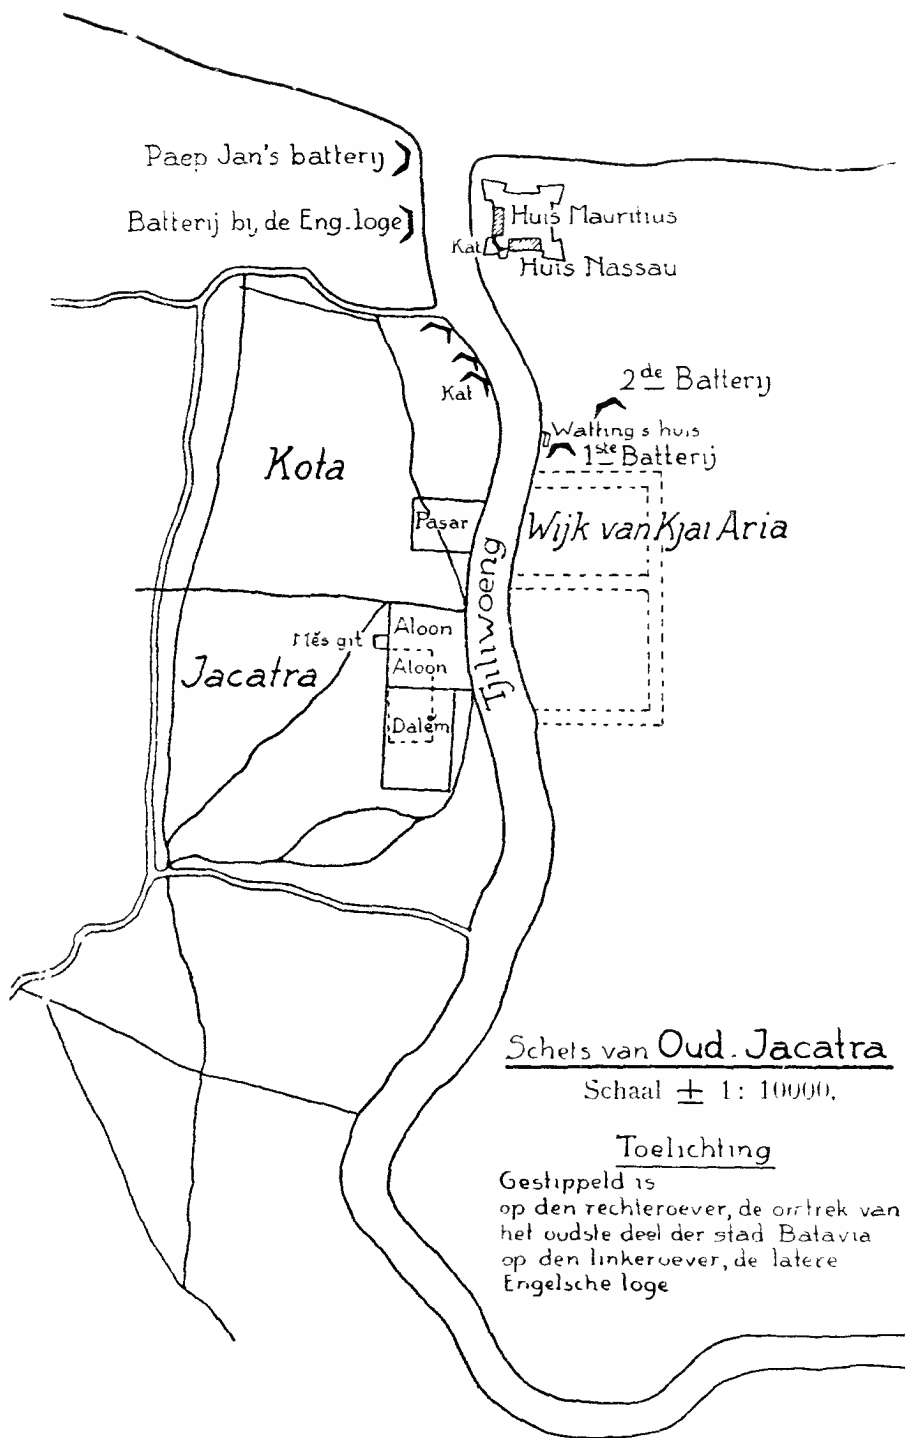 Paep Jan's batterij
Batterij bij de Eng. loge
Huis Mauritius
Kat
Huis Nassau
Kat
2de Batterij
Watting's huis
1ste Batterij
Kota
Pasar
Wijk van Kjai Aria
Tjiliwoeng
Mĕsgit
Aloon
Aloon
Jacatra
Dalĕm
Schets van Oud-Jacatra
Schaal ± 1: 10000.
Toelichting
Gestippeld is
op den rechteroever, de omtrek van
het oudste deel der stad Batavia
op den linkeroever, de latere
Engelsche loge